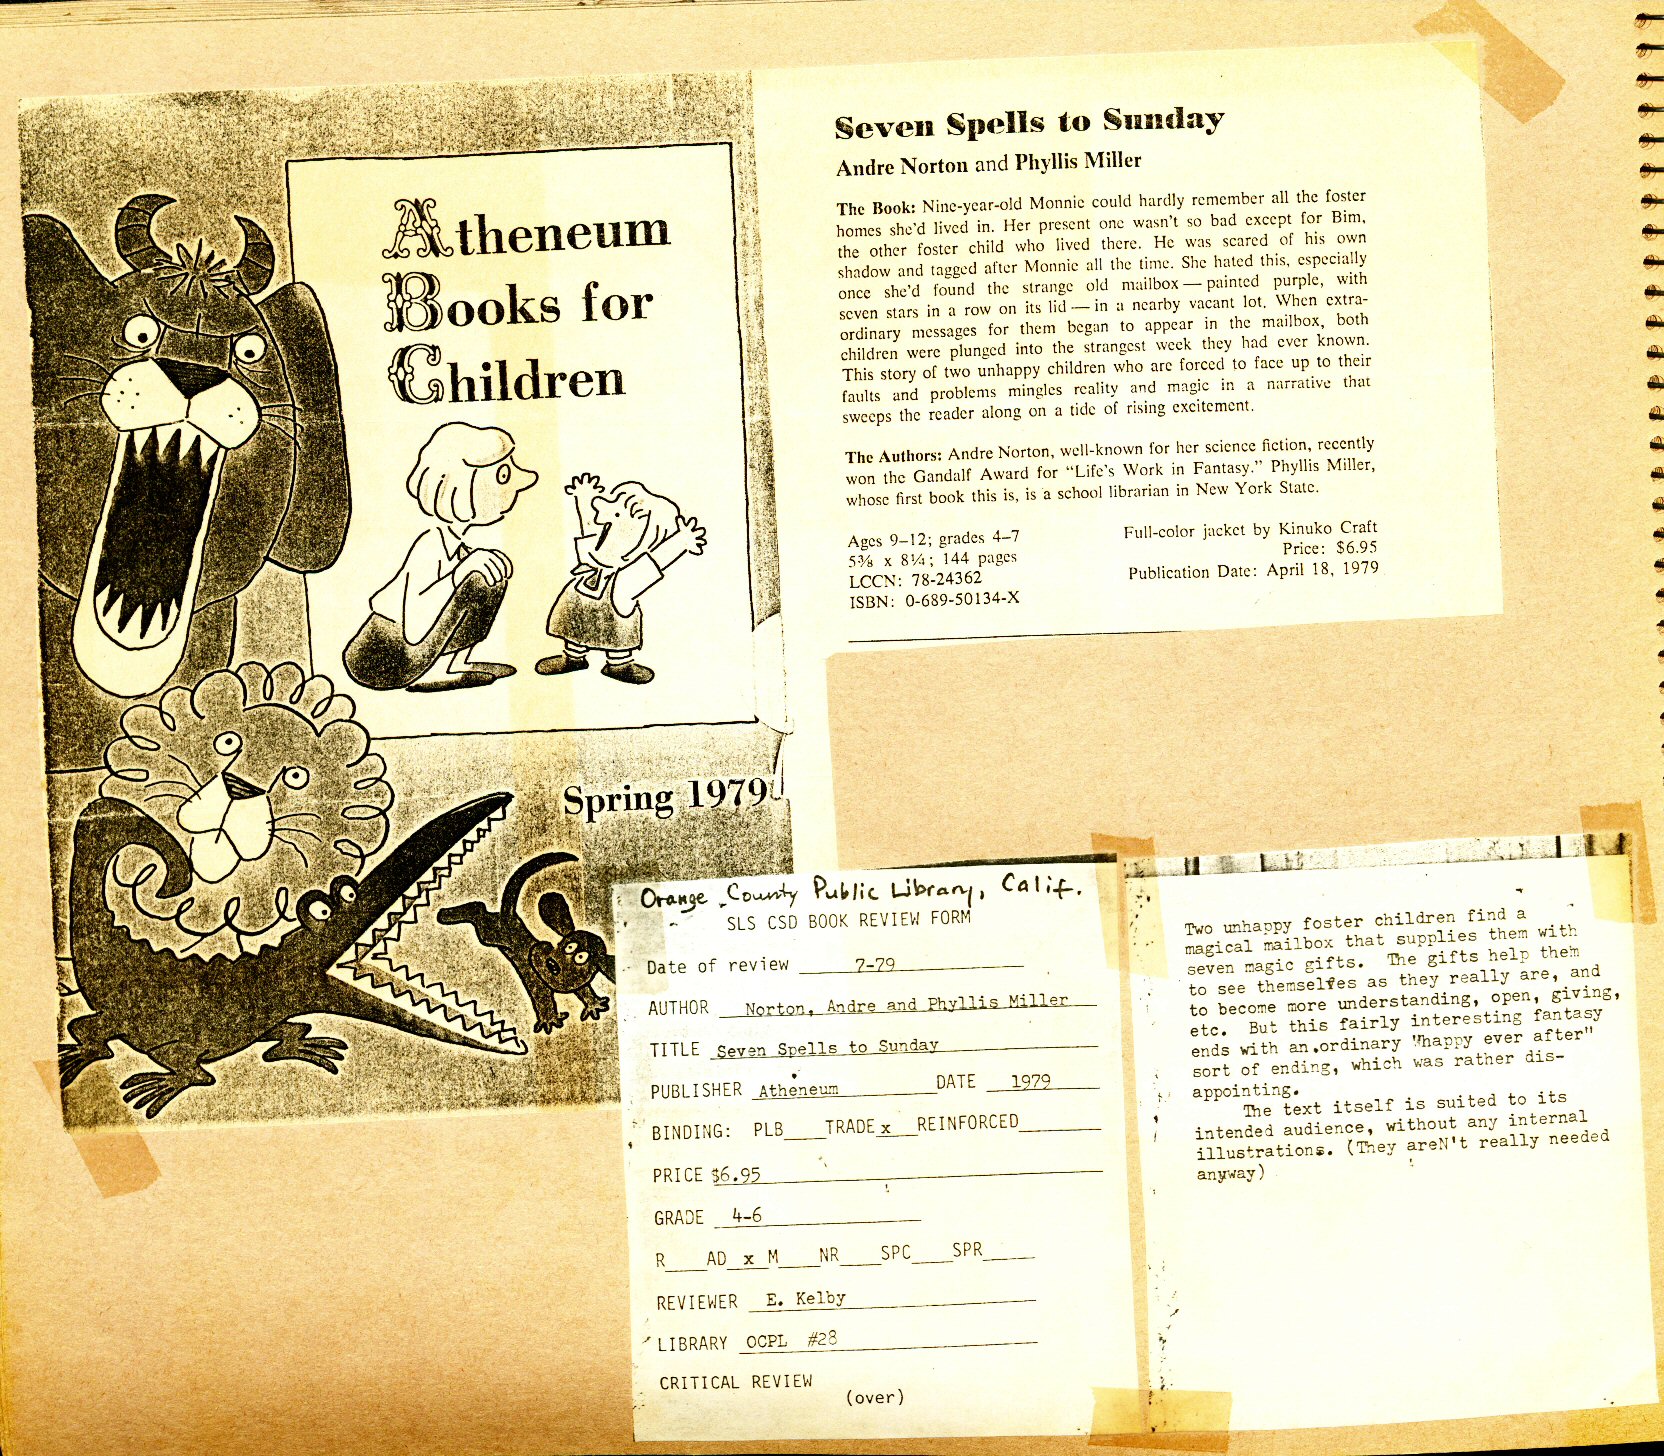 Atheneum
Books for
Children
Spring 1979
Seven Spells to Sunday
Andre Norton and Phyllis Miller
The Book: Nine-year-old Monnie could hardly remember all the foster
homes she'd lived in. Her present one wasn't so bad except for Bim,
the other foster child who lived there. He was scared of his own
shadow and tagged after Monnie all the time. She hated this, especially
once she'd found the strange old mailbox — painted purple, with
seven stars in a row on its lid — in a nearby vacant lot. When extra-
ordinary messages for them began to appear in the mailbox, both
children were plunged into the strangest week they had ever known.
This story of two unhappy children who are forced to face up to their
faults and problems mingles reality and magic in a narrative that
sweeps the reader along on a tide of rising excitement.
The Authors: Andre Norton, well-known for her science fiction, recently
won the Gandalf Award for "Life's Work in Fantasy." Phyllis Miller,
whose first book this is, is a school librarian in New York State.
Ages 9–12; grades 4–7
5⅜ x 8¼; 144 pages
LCCN: 78-24362
ISBN: 0-689-50134-X
Full-color jacket by Kinuko Craft
Price: $6.95
Publication Date: April 18, 1979
Orange County Public Library, Calif.
SLS CSD BOOK REVIEW FORM
Date of review 7-79
AUTHOR Norton, Andre and Phyllis Miller
TITLE Seven Spells to Sunday
PUBLISHER Atheneum DATE 1979
BINDING: PLB____TRADE x REINFORCED
PRICE $6.95
GRADE 4-6
R____AD x M____NR____SPC____SPR____
REVIEWER E. Kelby
LIBRARY OCPL #28
CRITICAL REVIEW
(over)
Two unhappy foster children find a
magical mailbox that supplies them with
seven magic gifts. The gifts help them
to see themselfes as they really are, and
to become more understanding, open, giving,
etc. But this fairly interesting fantasy
ends with an ordinary "happy ever after"
sort of ending, which was rather dis-
appointing.
The text itself is suited to its
intended audience, without any internal
illustrations. (They areN't really needed
anyway)